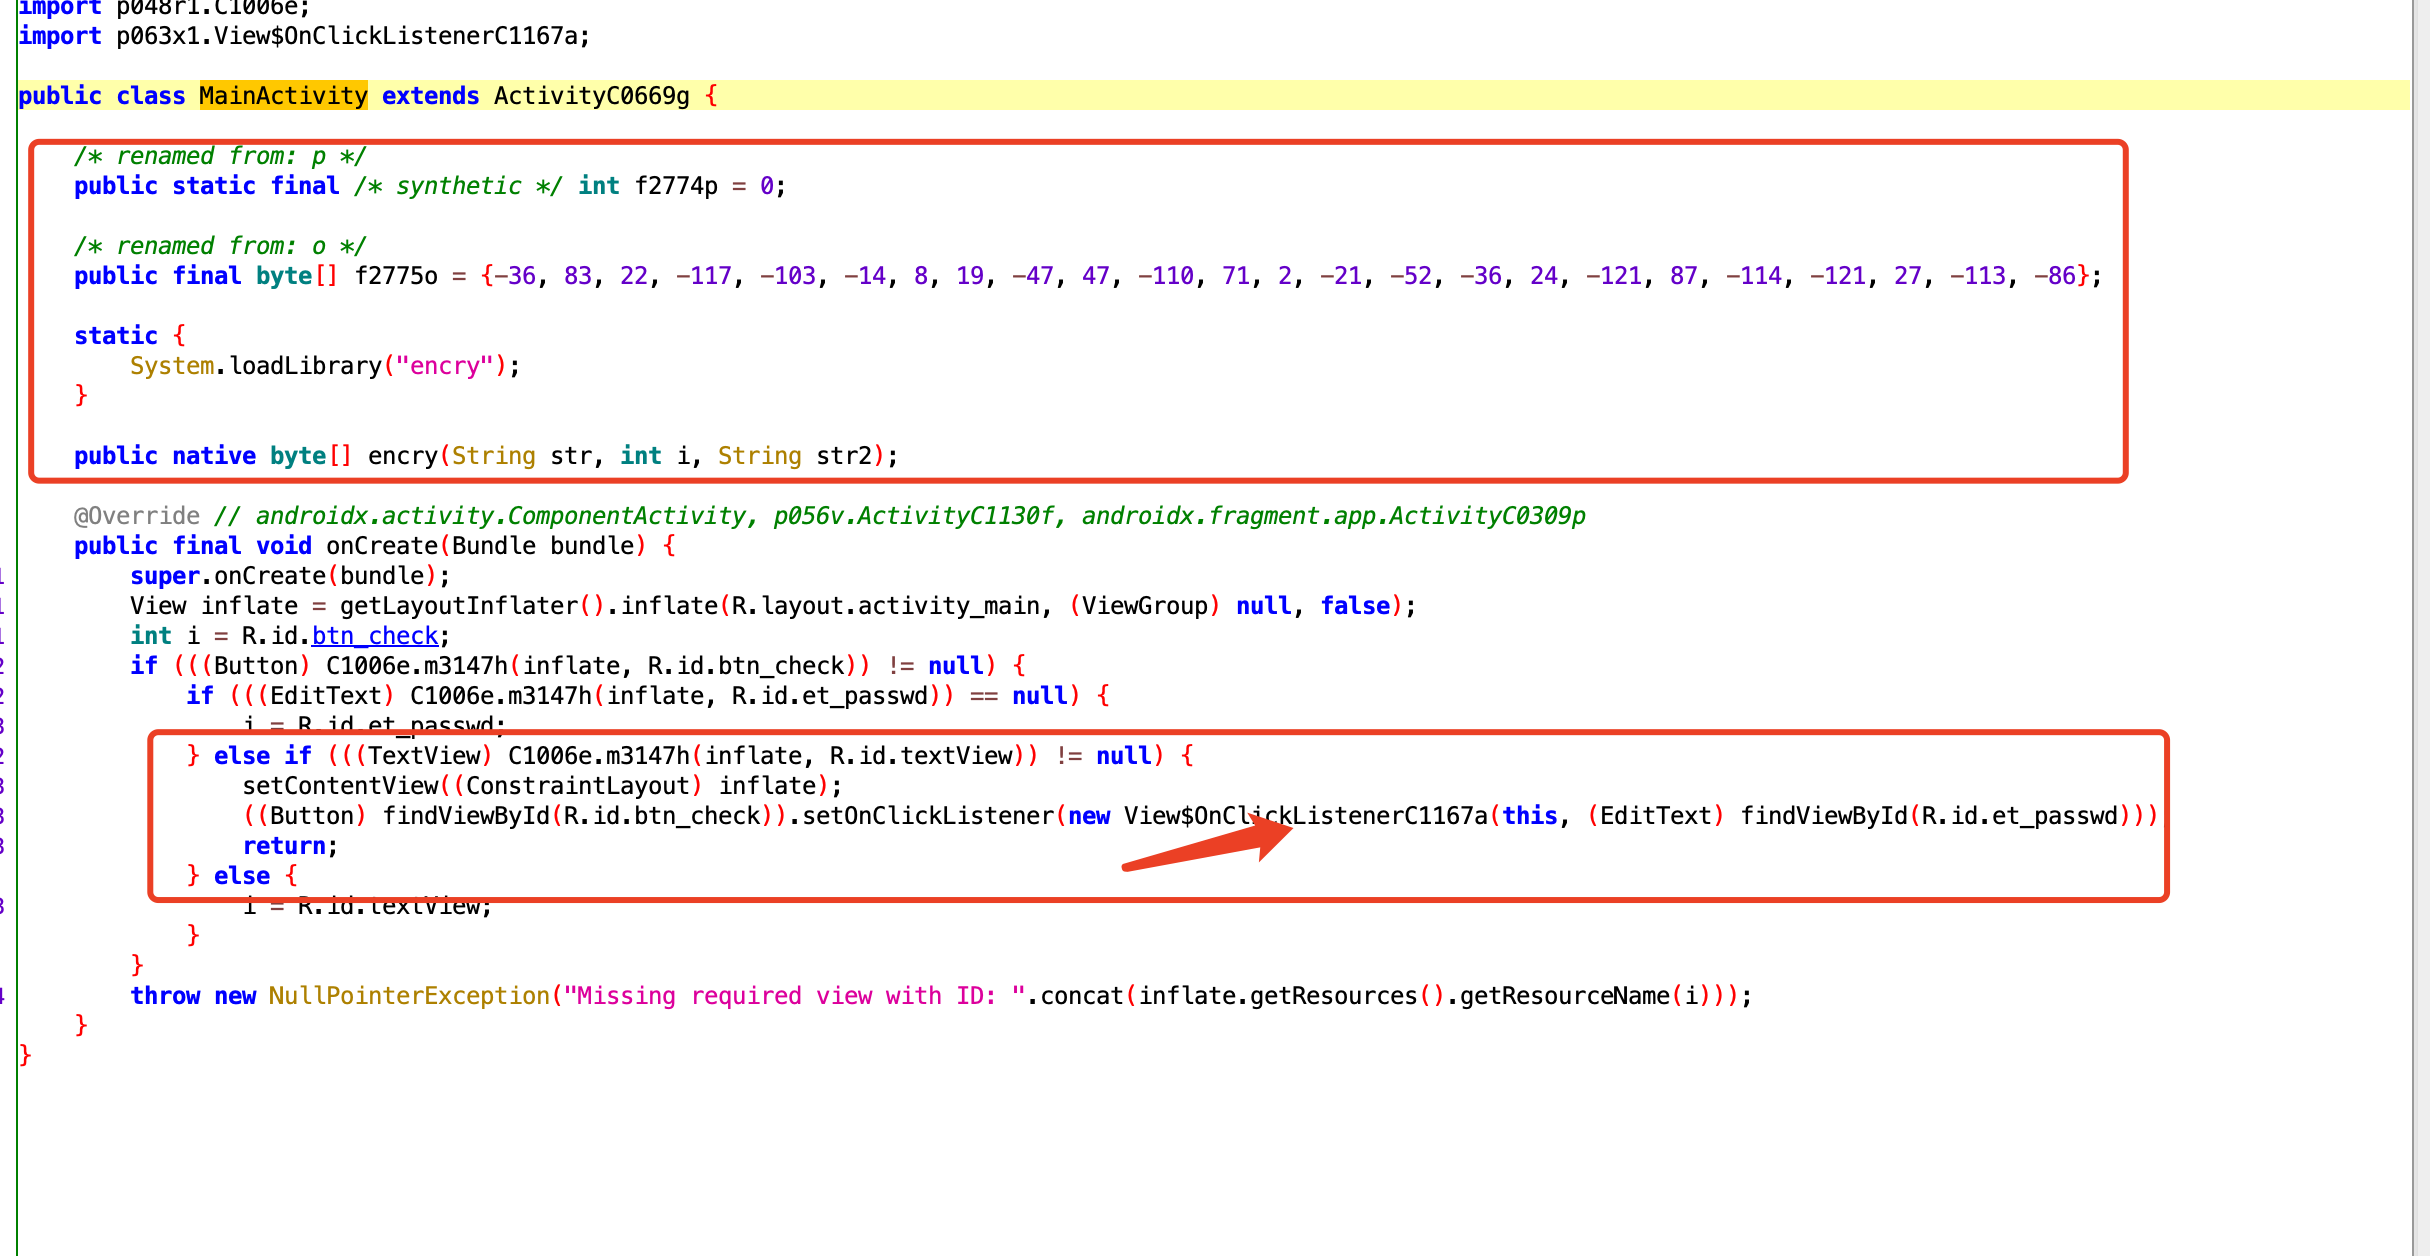 import p048r1.C1006e;
import p063x1.View$OnClickListenerC1167a;
public class MainActivity extends ActivityC0669g {
/* renamed from: p */
public static final /* synthetic */ int f2774p = 0;
/* renamed from: o */
public final byte[] f2775o = {-36, 83, 22, -117, -103, -14, 8, 19, -47, 47, -110, 71, 2, -21, -52, -36, 24, -121, 87, -114, -121, 27, -113, -86};
static {
System.loadLibrary("encry");
}
public native byte[] encry(String str, int i, String str2);
@Override // androidx.activity.ComponentActivity, p056v.ActivityC1130f, androidx.fragment.app.ActivityC0309p
public final void onCreate(Bundle bundle) {
super.onCreate(bundle);
View inflate = getLayoutInflater().inflate(R.layout.activity_main, (ViewGroup) null, false);
int i = R.id.btn_check;
if (((Button) C1006e.m3147h(inflate, R.id.btn_check)) != null) {
if (((EditText) C1006e.m3147h(inflate, R.id.et_passwd)) == null) {
i = R.id.et_passwd;
} else if (((TextView) C1006e.m3147h(inflate, R.id.textView)) != null) {
setContentView((ConstraintLayout) inflate);
((Button) findViewById(R.id.btn_check)).setOnClickListener(new View$OnClickListenerC1167a(this, (EditText) findViewById(R.id.et_passwd)))
return;
} else {
i = R.id.textView;
}
}
throw new NullPointerException("Missing required view with ID: ".concat(inflate.getResources().getResourceName(i)));
}
}